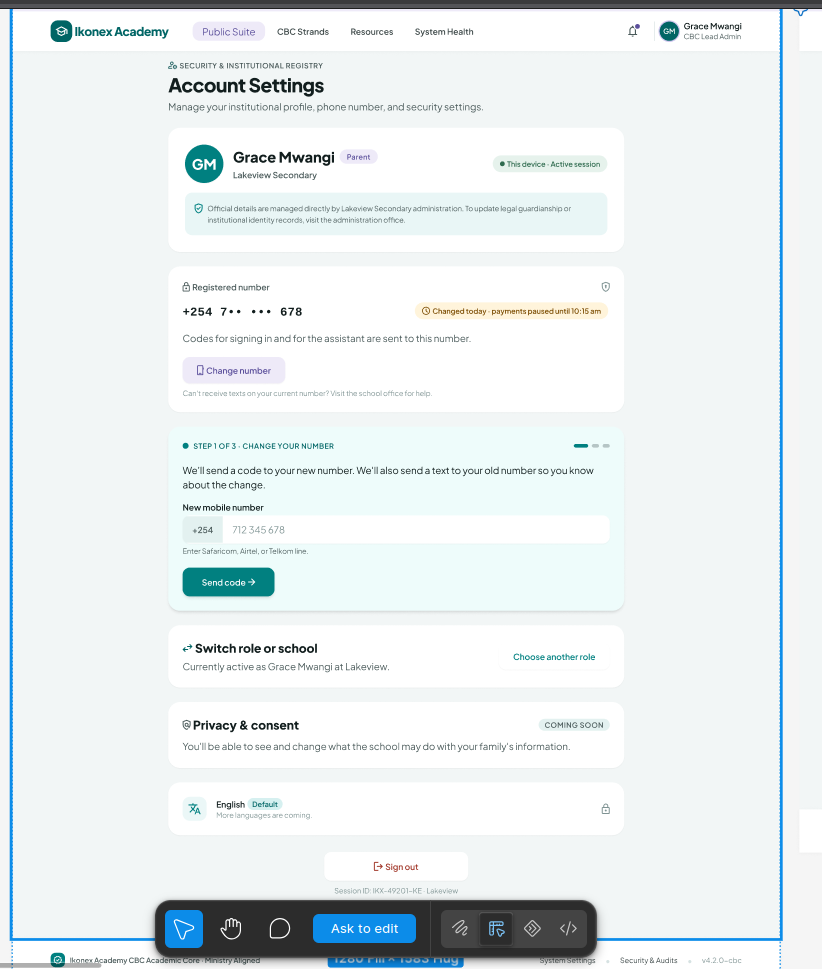 Ikonex Academy
Public Suite
CBC Strands
Resources
System Health
GM
Grace Mwangi
CBC Lead Admin
SECURITY & INSTITUTIONAL REGISTRY
Account Settings
Manage your institutional profile, phone number, and security settings.
GM
Grace Mwangi
Parent
Lakeview Secondary
This device · Active session
Official details are managed directly by Lakeview Secondary administration. To update legal guardianship or
institutional identity records, visit the administration office.
Registered number
+254 7•• ••• 678
Changed today · payments paused until 10:15 am
Codes for signing in and for the assistant are sent to this number.
Change number
Can't receive texts on your current number? Visit the school office for help.
STEP 1 OF 3 · CHANGE YOUR NUMBER
We'll send a code to your new number. We'll also send a text to your old number so you know
about the change.
New mobile number
+254
712 345 678
Enter Safaricom, Airtel, or Telkom line.
Send code →
Switch role or school
Currently active as Grace Mwangi at Lakeview.
Choose another role
Privacy & consent
COMING SOON
You'll be able to see and change what the school may do with your family's information.
English
Default
More languages are coming.
Sign out
Session ID: IKX-49201-KE · Lakeview
Ask to edit
Ikonex Academy CBC Academic Core · Ministry Aligned
1280 Fill × 1583 Hug
System Settings
Security & Audits
v4.2.0-cbc